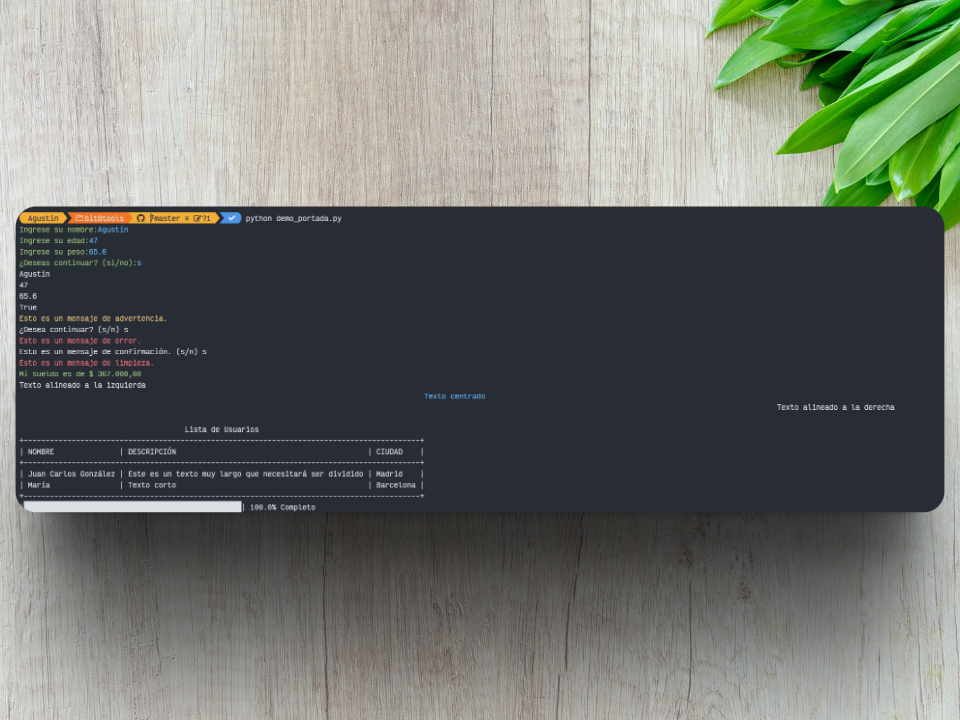 Agustín bit8tools master ≡ ?1 python demo_portada.py
Ingrese su nombre:Agustín
Ingrese su edad:47
Ingrese su peso:65.6
¿Deseas continuar? (si/no):s
Agustín
47
65.6
True
Esto es un mensaje de advertencia.
¿Desea continuar? (s/n) s
Esto es un mensaje de error.
Esto es un mensaje de confirmación. (s/n) s
Esto es un mensaje de limpieza.
Mi sueldo es de $ 367.000,00
Texto alineado a la izquierda
Texto centrado
Texto alineado a la derecha
Lista de Usuarios
+--------------------------------------------------------------------------------------------+
| NOMBRE | DESCRIPCIÓN | CIUDAD |
+--------------------------------------------------------------------------------------------+
| Juan Carlos González | Este es un texto muy largo que necesitará ser dividido | Madrid |
| María | Texto corto | Barcelona |
+--------------------------------------------------------------------------------------------+
| 100.0% Completo